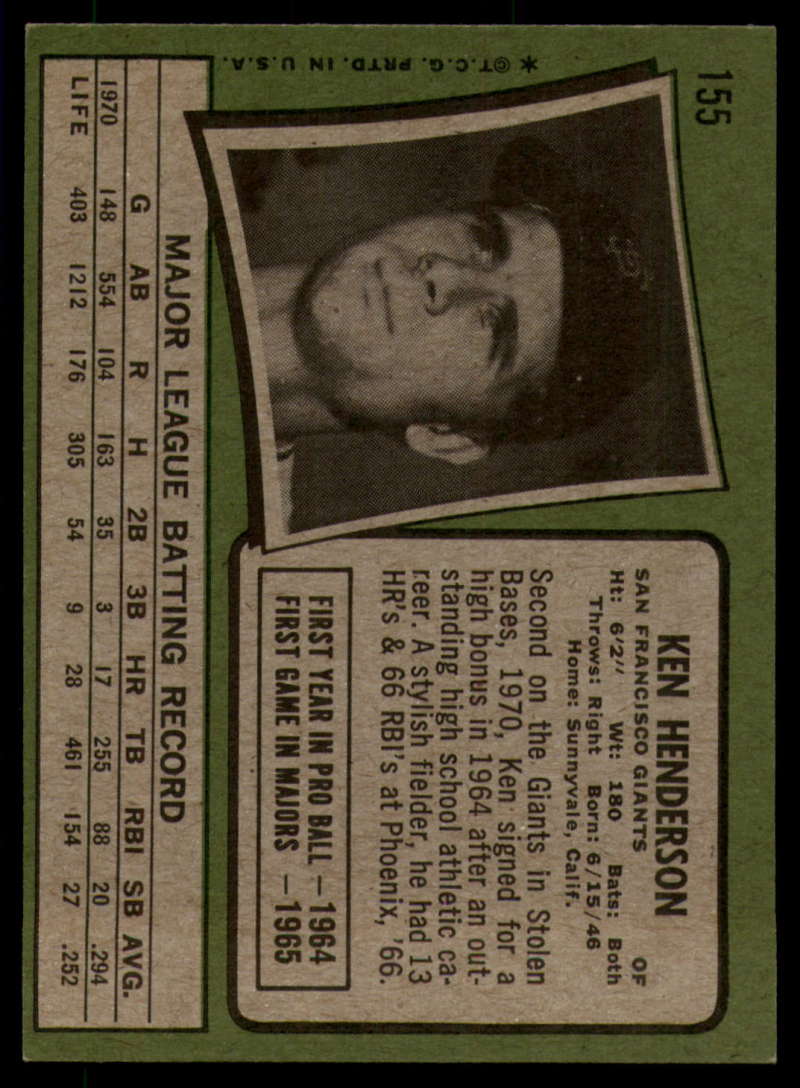 155
KEN HENDERSON
SAN FRANCISCO GIANTS OF
Ht: 6'2" Wt: 180 Bats: Both
Throws: Right Born: 6/15/46
Home: Sunnyvale, Calif.
Second on the Giants in Stolen
Bases, 1970, Ken signed for a
high bonus in 1964 after an out-
standing high school athletic ca-
reer. A stylish fielder, he had 13
HR's & 66 RBI's at Phoenix, '66.
FIRST YEAR IN PRO BALL — 1964
FIRST GAME IN MAJORS — 1965
SF
MAJOR LEAGUE BATTING RECORD
G AB R H 2B 3B HR TB RBI SB AVG.
1970 148 554 104 163 35 3 17 255 88 20 .294
LIFE 403 1212 176 305 54 9 28 461 154 27 .252
* ©T.C.G. PRTD. IN U.S.A.